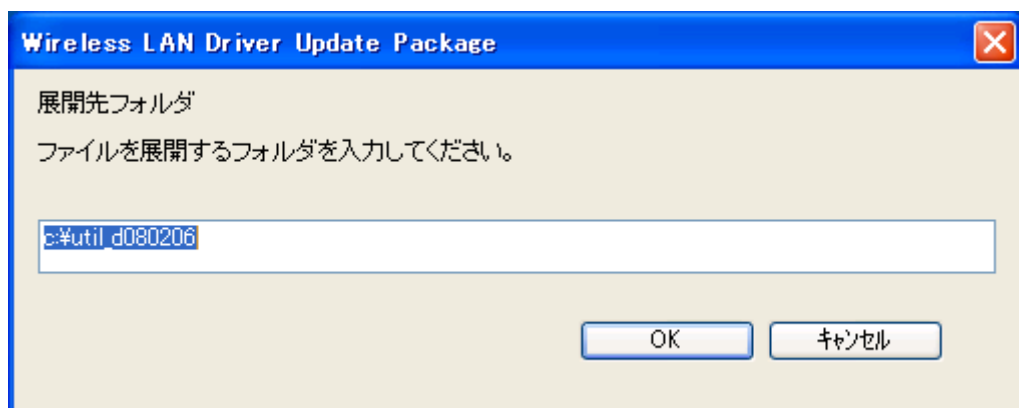 Wireless LAN Driver Update Package
展開先フォルダ
ファイルを展開するフォルダを入力してください。
c:¥util_d080206
OK
キャンセル